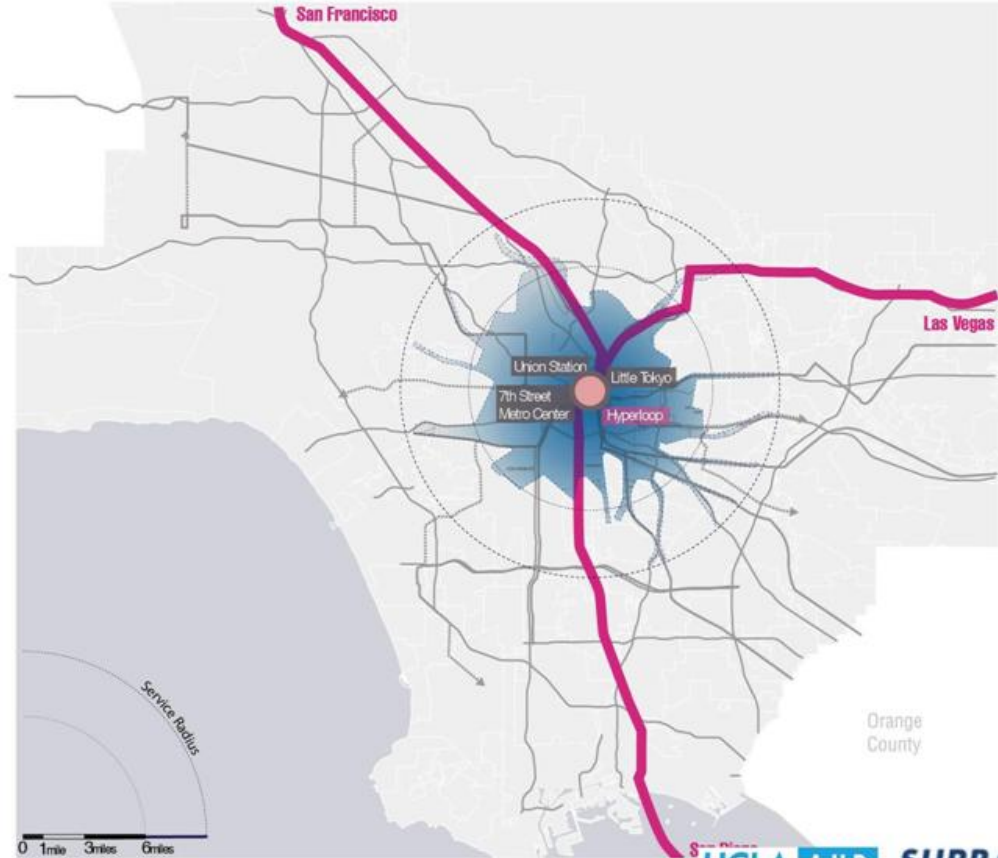 San Francisco
Las Vegas
Union Station
Little Tokyo
7th Street
Metro Center
Hyperloop
Service Radius
Orange
County
0 1mile 3miles 6miles
UCLA AUD